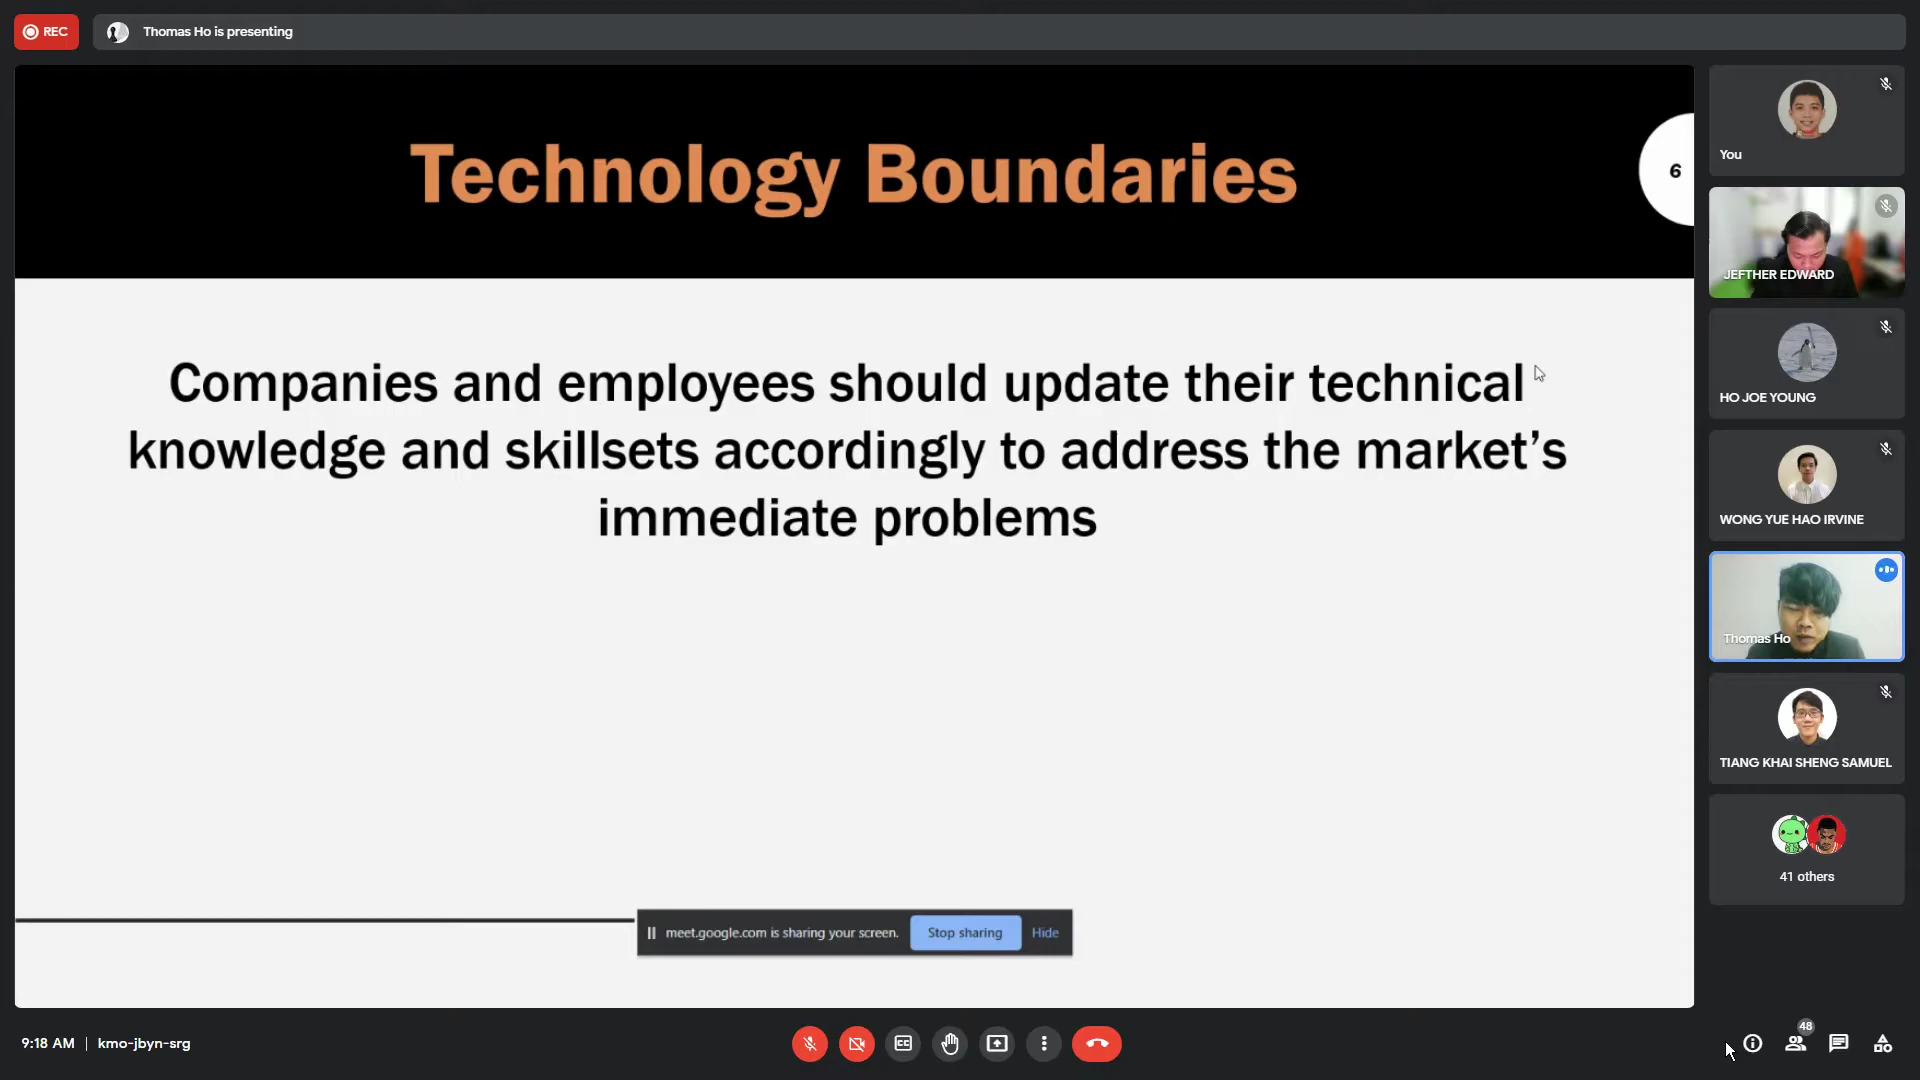 REC
Thomas Ho is presenting
Technology Boundaries
6
Companies and employees should update their technical
knowledge and skillsets accordingly to address the market’s
immediate problems
meet.google.com is sharing your screen.
Stop sharing
Hide
You
JEFTHER EDWARD
HO JOE YOUNG
WONG YUE HAO IRVINE
Thomas Ho
TIANG KHAI SHENG SAMUEL
41 others
9:18 AM | kmo-jbyn-srg
CC
48